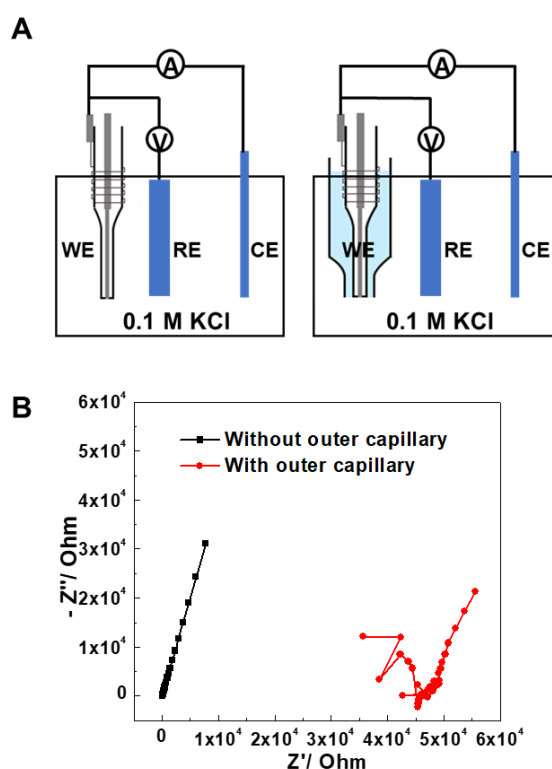 A
A
A
V
V
WE
RE
CE
WE
RE
CE
0.1 M KCl
0.1 M KCl
B
6x10⁴
5x10⁴
4x10⁴
3x10⁴
2x10⁴
1x10⁴
0
- Z''/ Ohm
Without outer capillary
With outer capillary
0 1x10⁴ 2x10⁴ 3x10⁴ 4x10⁴ 5x10⁴ 6x10⁴
Z'/ Ohm